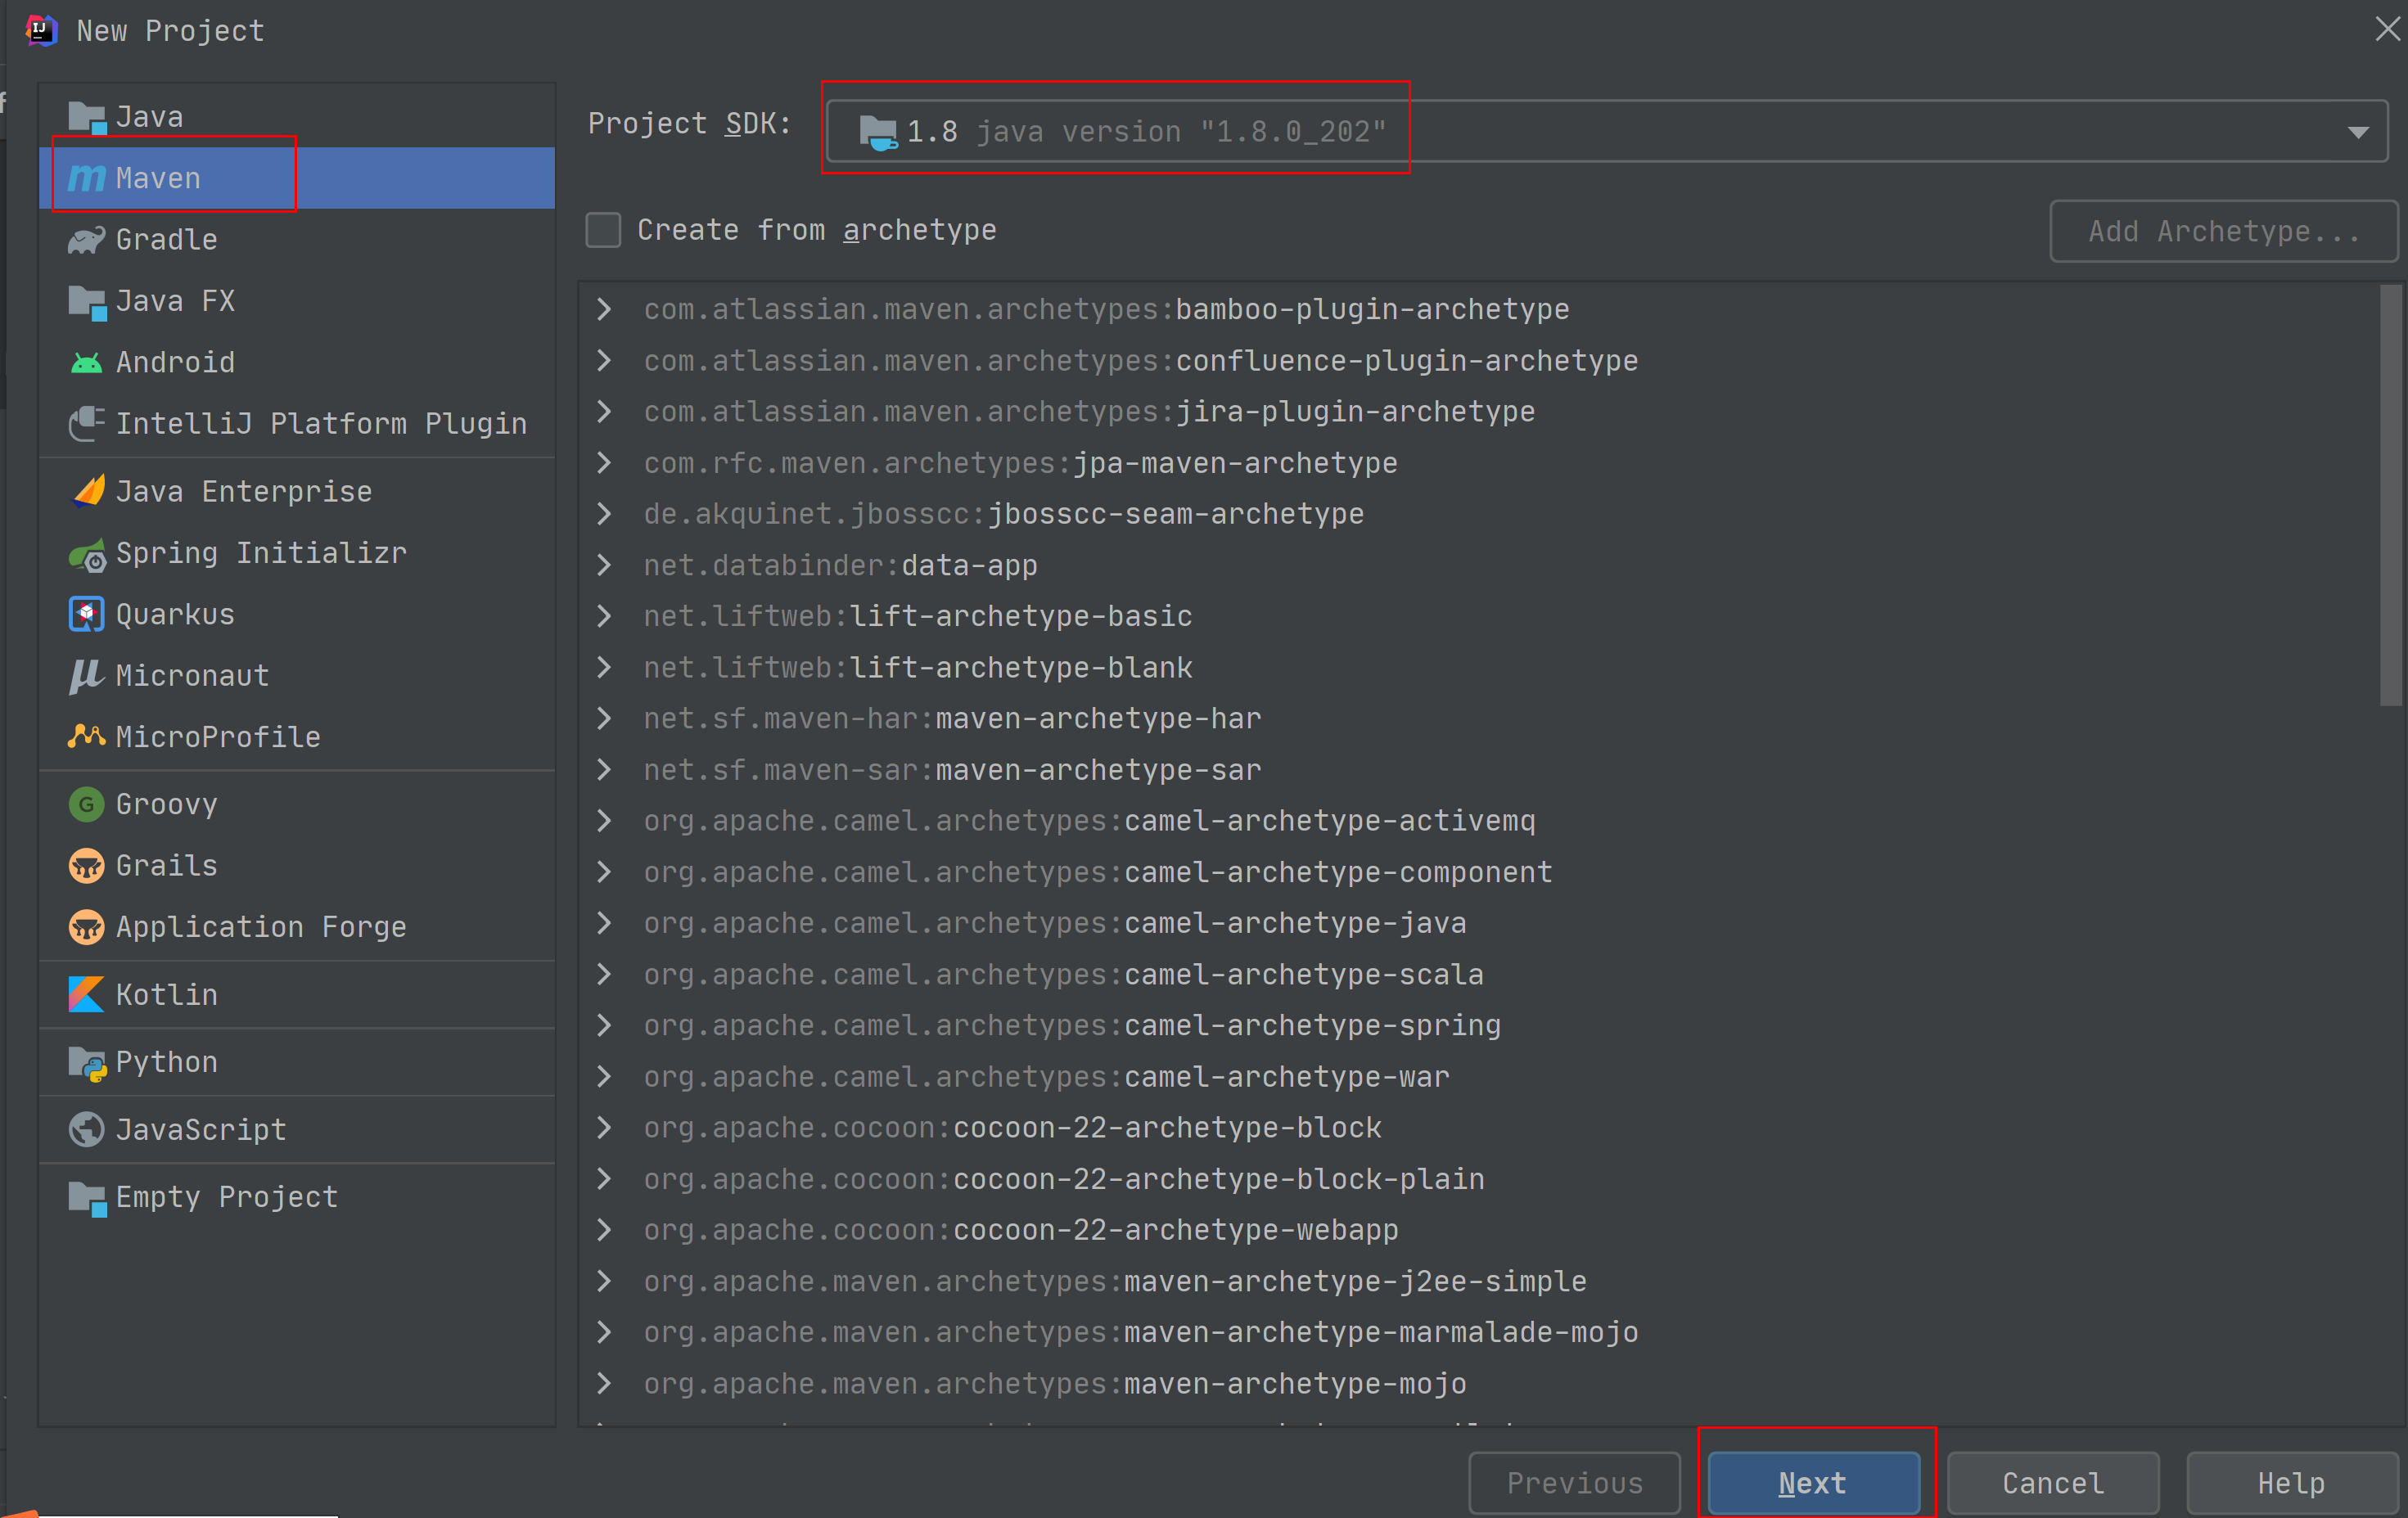 New Project
Java
Maven
Gradle
Java FX
Android
IntelliJ Platform Plugin
Java Enterprise
Spring Initializr
Quarkus
Micronaut
MicroProfile
Groovy
Grails
Application Forge
Kotlin
Python
JavaScript
Empty Project
Project SDK:
1.8 java version "1.8.0_202"
Create from archetype
Add Archetype...
com.atlassian.maven.archetypes:bamboo-plugin-archetype
com.atlassian.maven.archetypes:confluence-plugin-archetype
com.atlassian.maven.archetypes:jira-plugin-archetype
com.rfc.maven.archetypes:jpa-maven-archetype
de.akquinet.jbosscc:jbosscc-seam-archetype
net.databinder:data-app
net.liftweb:lift-archetype-basic
net.liftweb:lift-archetype-blank
net.sf.maven-har:maven-archetype-har
net.sf.maven-sar:maven-archetype-sar
org.apache.camel.archetypes:camel-archetype-activemq
org.apache.camel.archetypes:camel-archetype-component
org.apache.camel.archetypes:camel-archetype-java
org.apache.camel.archetypes:camel-archetype-scala
org.apache.camel.archetypes:camel-archetype-spring
org.apache.camel.archetypes:camel-archetype-war
org.apache.cocoon:cocoon-22-archetype-block
org.apache.cocoon:cocoon-22-archetype-block-plain
org.apache.cocoon:cocoon-22-archetype-webapp
org.apache.maven.archetypes:maven-archetype-j2ee-simple
org.apache.maven.archetypes:maven-archetype-marmalade-mojo
org.apache.maven.archetypes:maven-archetype-mojo
Previous
Next
Cancel
Help